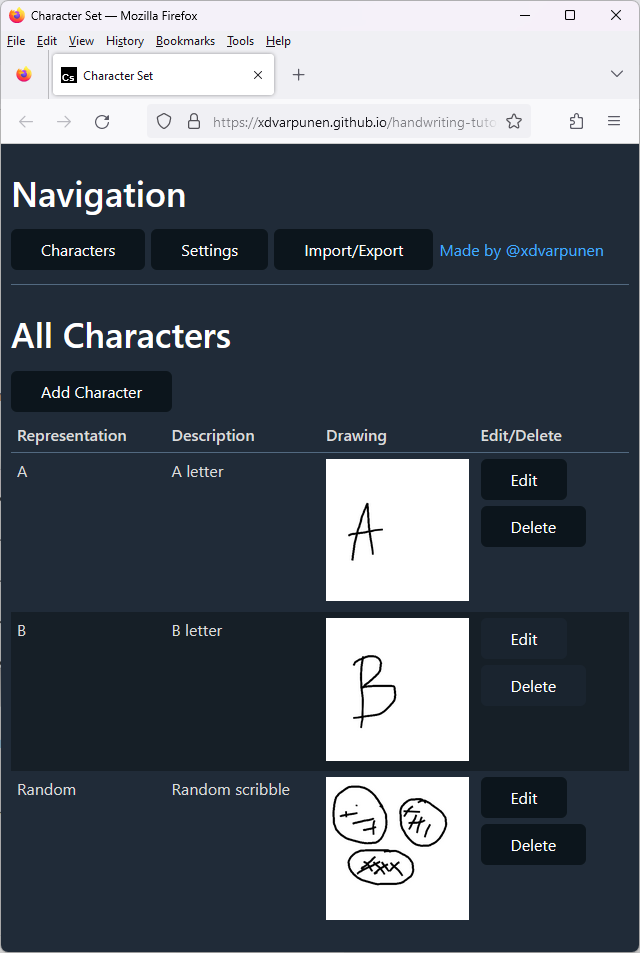 Character Set — Mozilla Firefox
File Edit View History Bookmarks Tools Help
Cs Character Set
https://xdvarpunen.github.io/handwriting-tuto
Navigation
Characters Settings Import/Export Made by @xdvarpunen
All Characters
Add Character
Representation Description Drawing Edit/Delete
A A letter A Edit
Delete
B B letter B Edit
Delete
Random Random scribble Edit
Delete